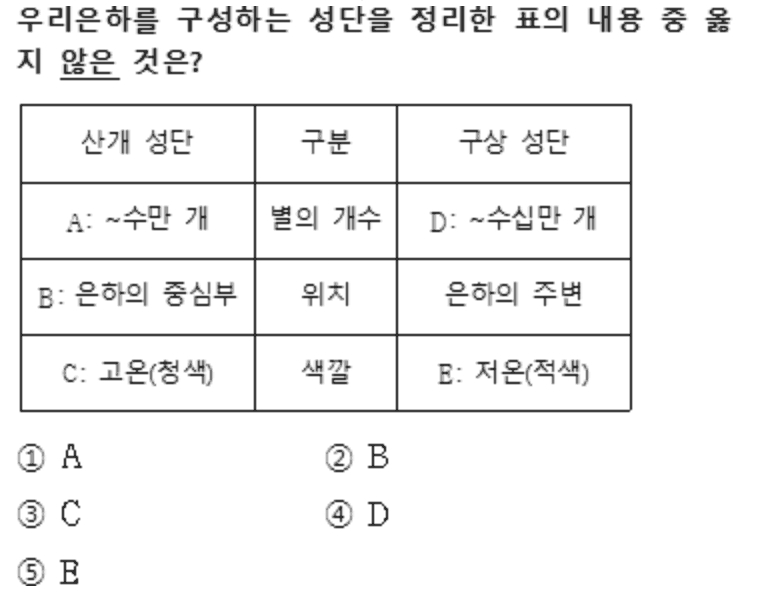 우리은하를 구성하는 성단을 정리한 표의 내용 중 옳
지 않은 것은?
산개 성단 구분 구상 성단
A: ~수만 개 별의 개수 D: ~수십만 개
B: 은하의 중심부 위치 은하의 주변
C: 고온(청색) 색깔 E: 저온(적색)
① A ② B
③ C ④ D
⑤ E